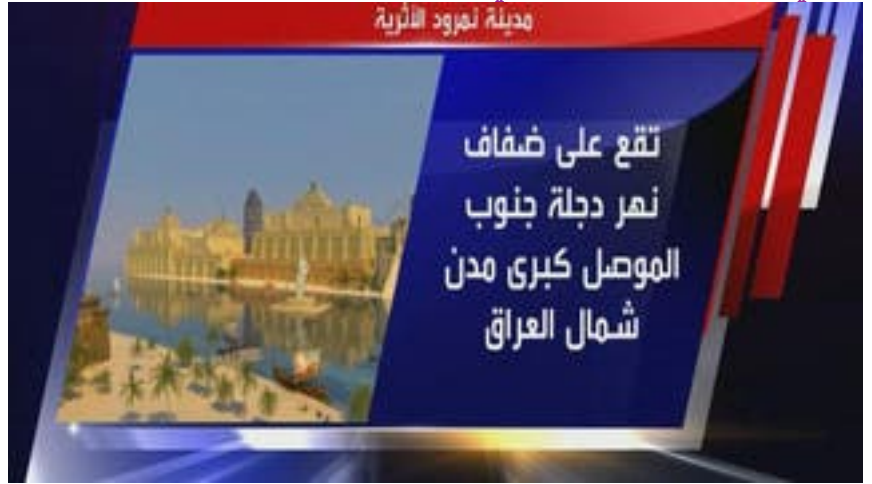 مدينة نمرود الأثرية
تقع على ضفاف
نهر دجلة جنوب
الموصل كبرى مدن
شمال العراق